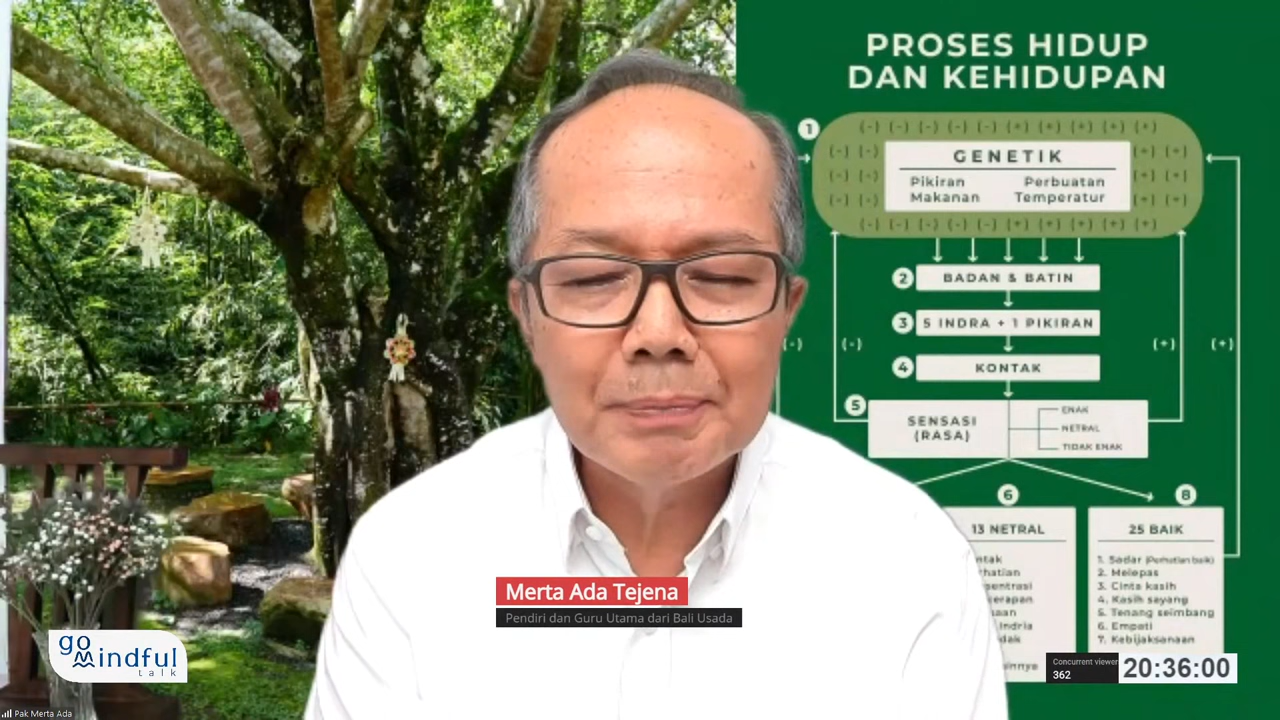 PROSES HIDUP
DAN KEHIDUPAN
1
(-) (-) (-) (-) (-) (+) (+) (+) (+) (+)
(-) (-) (+) (+)
GENETIK
Pikiran Perbuatan
Makanan Temperatur
2 BADAN & BATIN
3 5 INDRA + 1 PIKIRAN
4 KONTAK
(-) (-) (+) (+)
5 SENSASI
(RASA)
ENAK
NETRAL
TIDAK ENAK
6 8
13 NETRAL 25 BAIK
1. Sadar (Perhatian baik)
2. Melepas
3. Cinta kasih
4. Kasih sayang
5. Tenang seimbang
6. Empati
7. Kebijaksanaan
Merta Ada Tejena
Pendiri dan Guru Utama dari Bali Usada
go
mindful
talk
Concurrent viewer
362
20:36:00
Pak Merta Ada